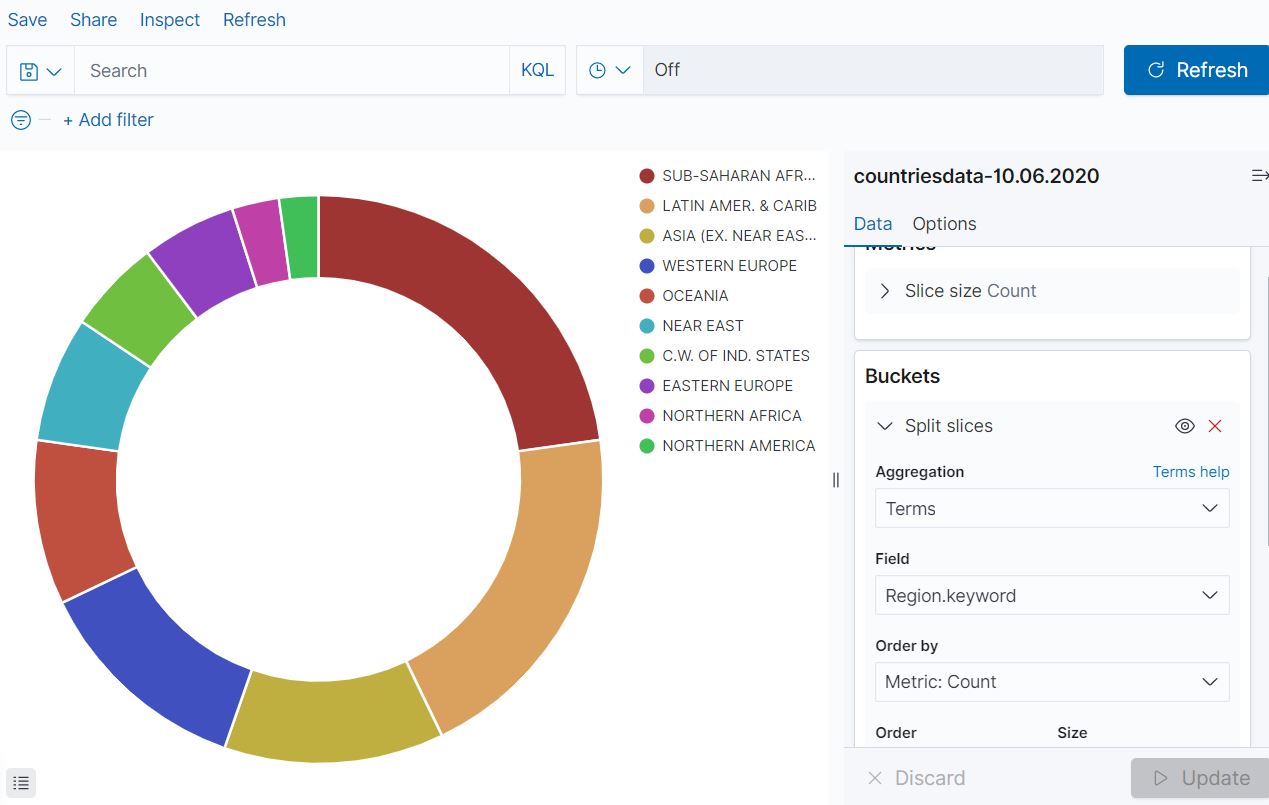 Save Share Inspect Refresh
Search KQL Off Refresh
+ Add filter
SUB-SAHARAN AFR...
LATIN AMER. & CARIB
ASIA (EX. NEAR EAS...
WESTERN EUROPE
OCEANIA
NEAR EAST
C.W. OF IND. STATES
EASTERN EUROPE
NORTHERN AFRICA
NORTHERN AMERICA
countriesdata-10.06.2020
Data Options
Metrics
Slice size Count
Buckets
Split slices
Aggregation Terms help
Terms
Field
Region.keyword
Order by
Metric: Count
Order Size
Discard Update